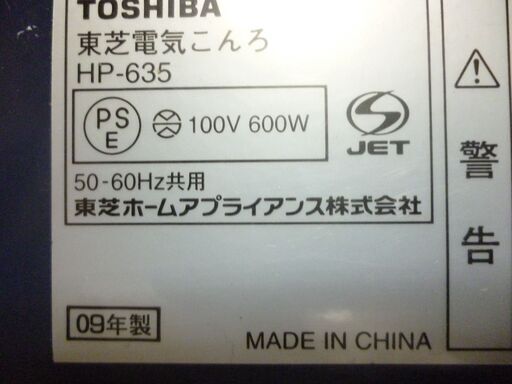 TOSHIBA
東芝電気こんろ
HP-635
PS
E
100V 600W
S
JET
50-60Hz共用
東芝ホームアプライアンス株式会社
09年製
MADE IN CHINA
警告